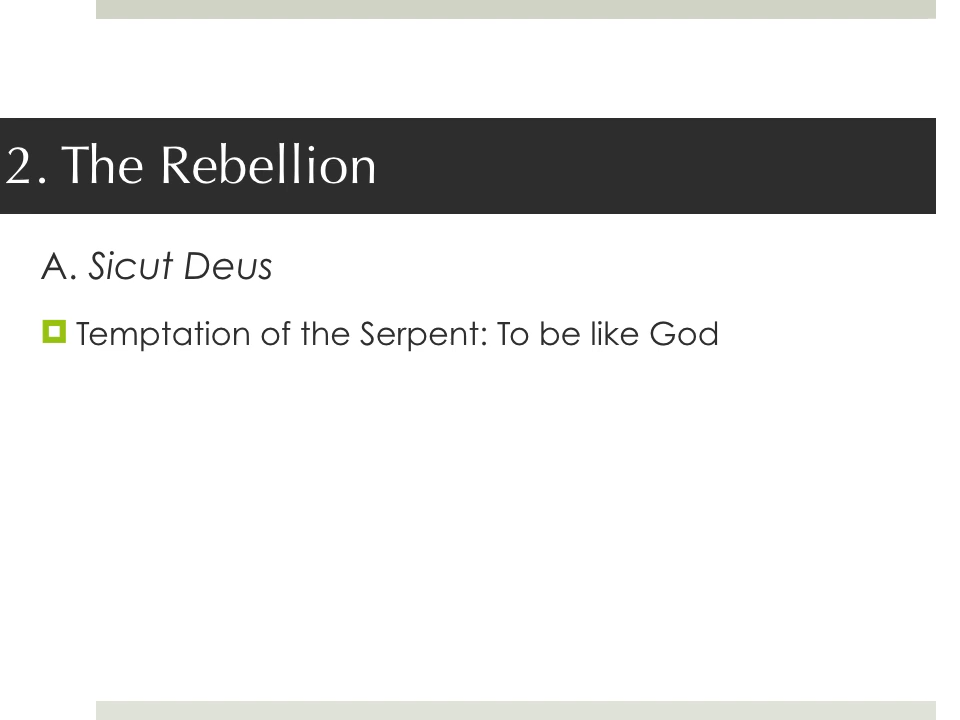 2. The Rebellion
A. Sicut Deus
Temptation of the Serpent: To be like God